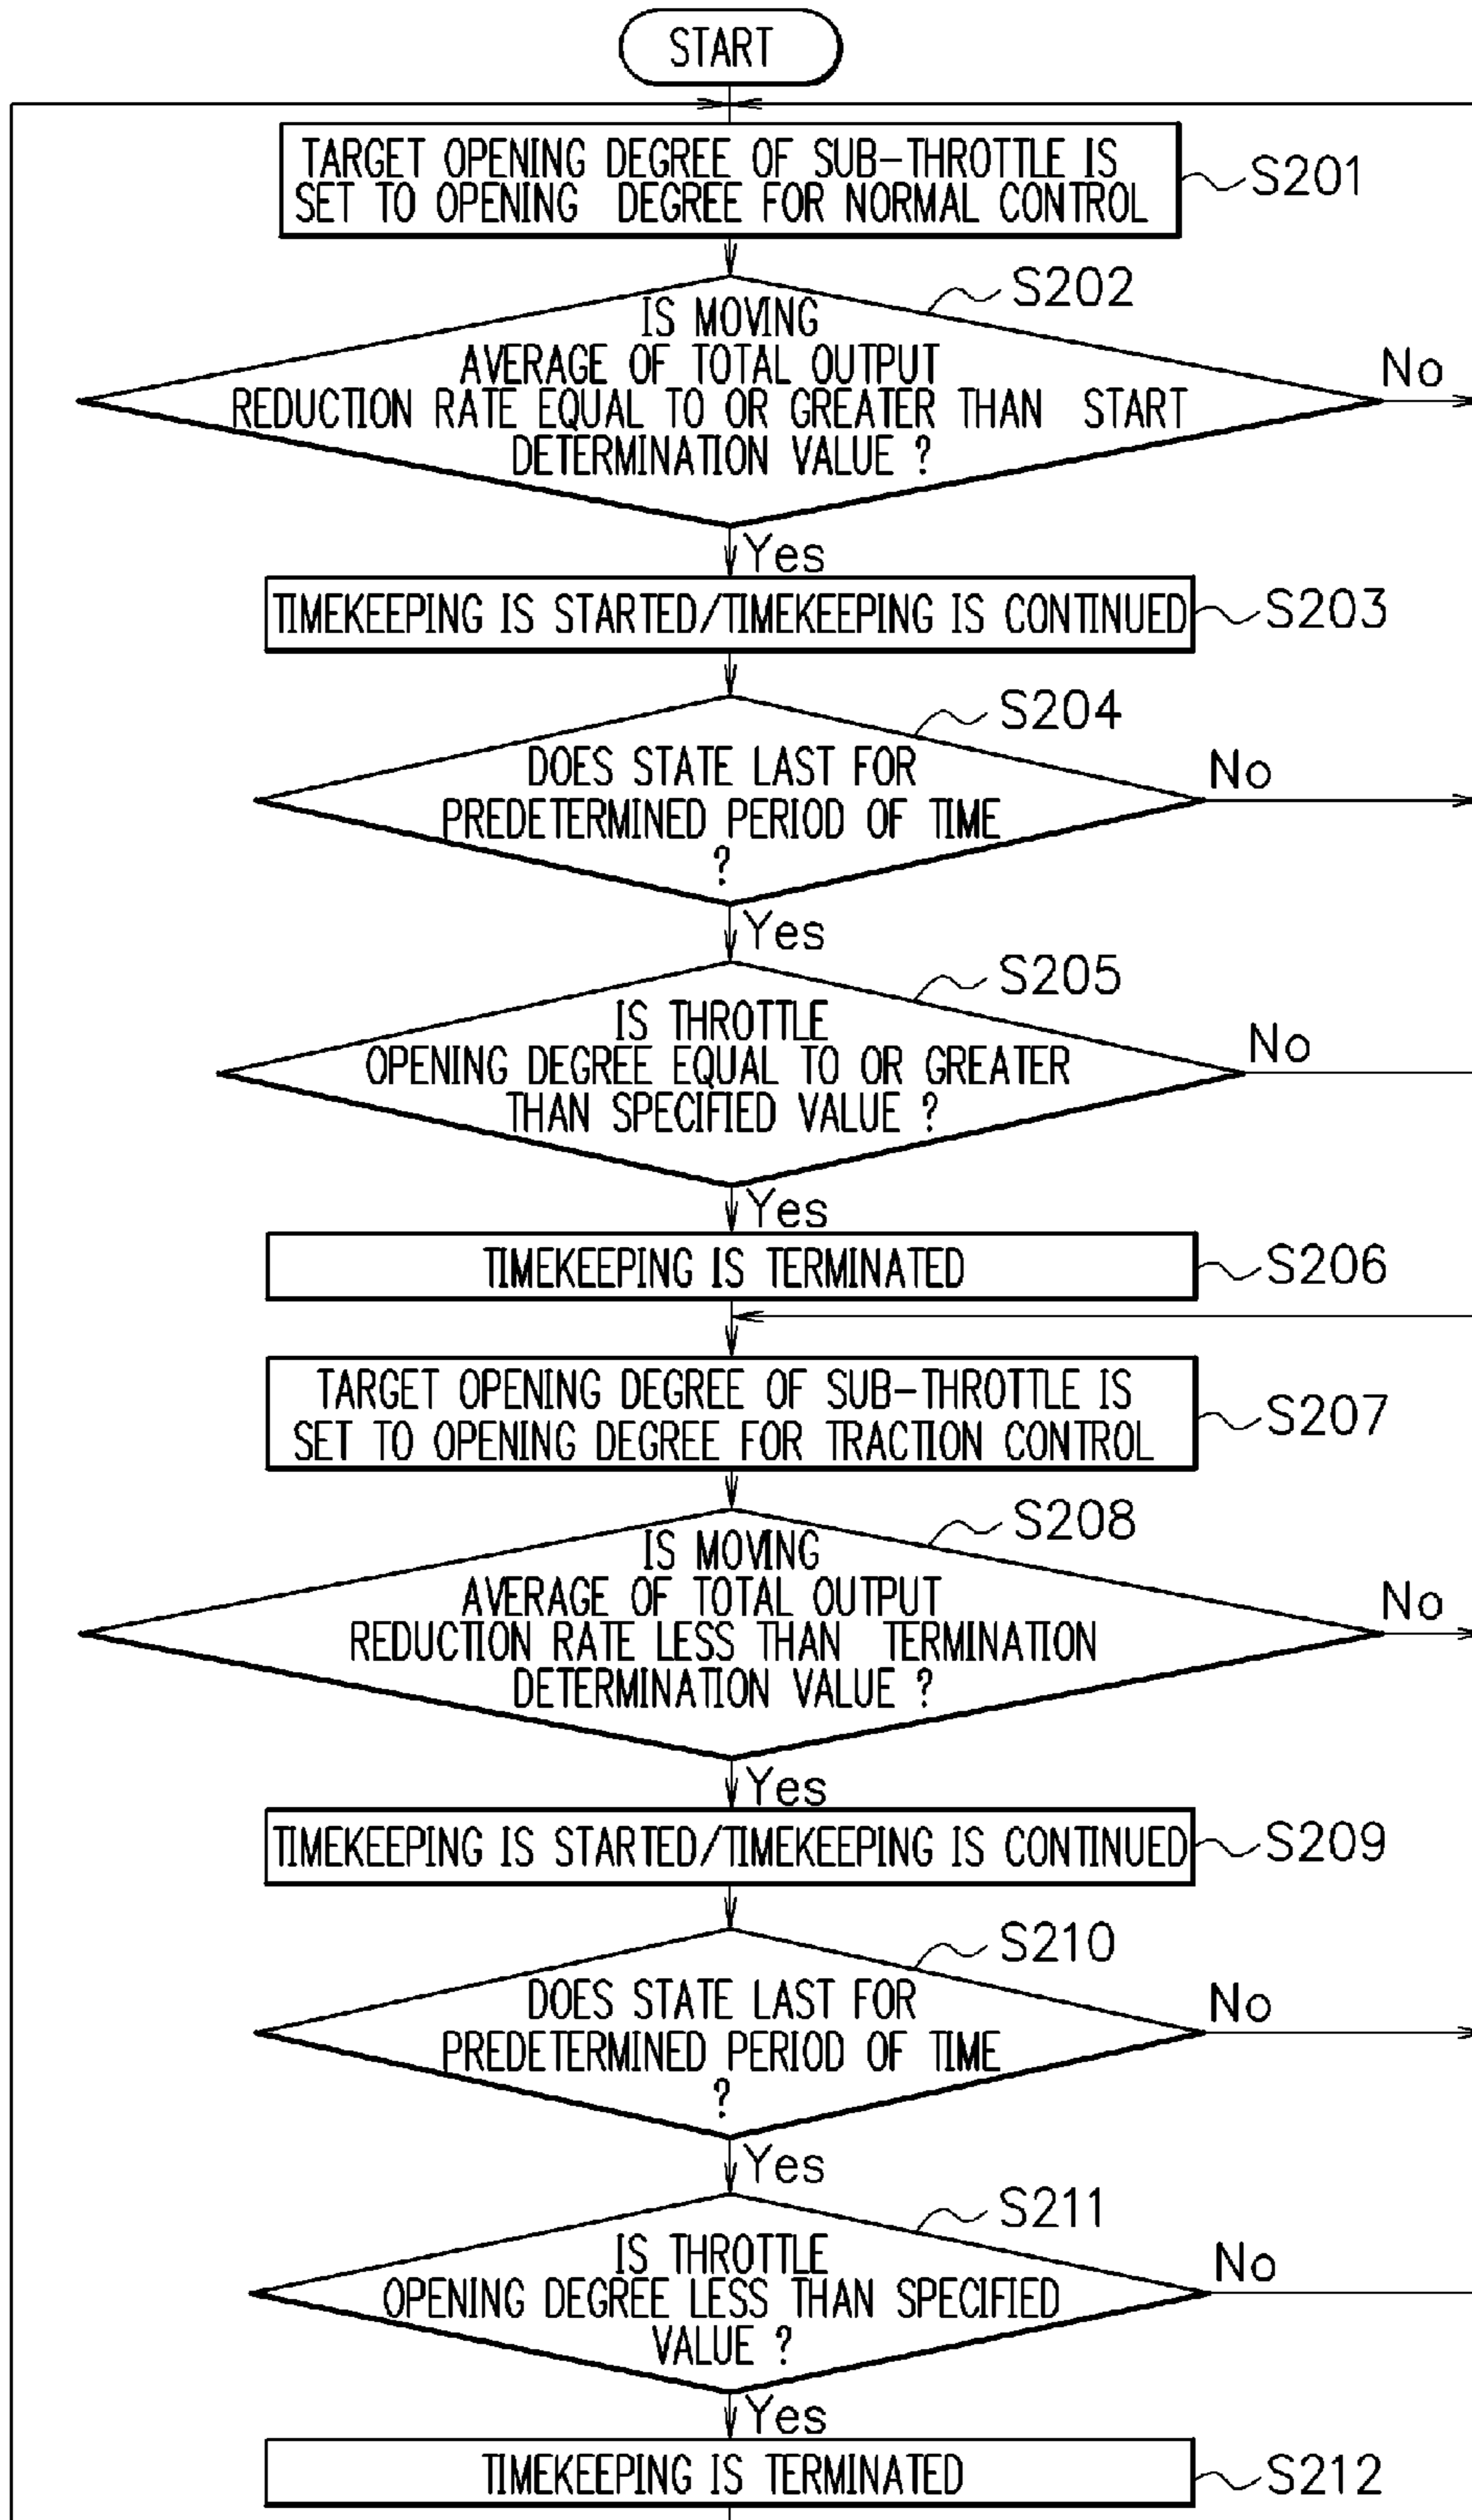 START
TARGET OPENING DEGREE OF SUB-THROTTLE IS
SET TO OPENING DEGREE FOR NORMAL CONTROL
S201
S202
IS MOVING
AVERAGE OF TOTAL OUTPUT
REDUCTION RATE EQUAL TO OR GREATER THAN START
DETERMINATION VALUE ?
No
Yes
TIMEKEEPING IS STARTED/TIMEKEEPING IS CONTINUED
S203
S204
DOES STATE LAST FOR
PREDETERMINED PERIOD OF TIME
?
No
Yes
S205
IS THROTTLE
OPENING DEGREE EQUAL TO OR GREATER
THAN SPECIFIED VALUE ?
No
Yes
TIMEKEEPING IS TERMINATED
S206
TARGET OPENING DEGREE OF SUB-THROTTLE IS
SET TO OPENING DEGREE FOR TRACTION CONTROL
S207
S208
IS MOVING
AVERAGE OF TOTAL OUTPUT
REDUCTION RATE LESS THAN TERMINATION
DETERMINATION VALUE ?
No
Yes
TIMEKEEPING IS STARTED/TIMEKEEPING IS CONTINUED
S209
S210
DOES STATE LAST FOR
PREDETERMINED PERIOD OF TIME
?
No
Yes
S211
IS THROTTLE
OPENING DEGREE LESS THAN SPECIFIED
VALUE ?
No
Yes
TIMEKEEPING IS TERMINATED
S212